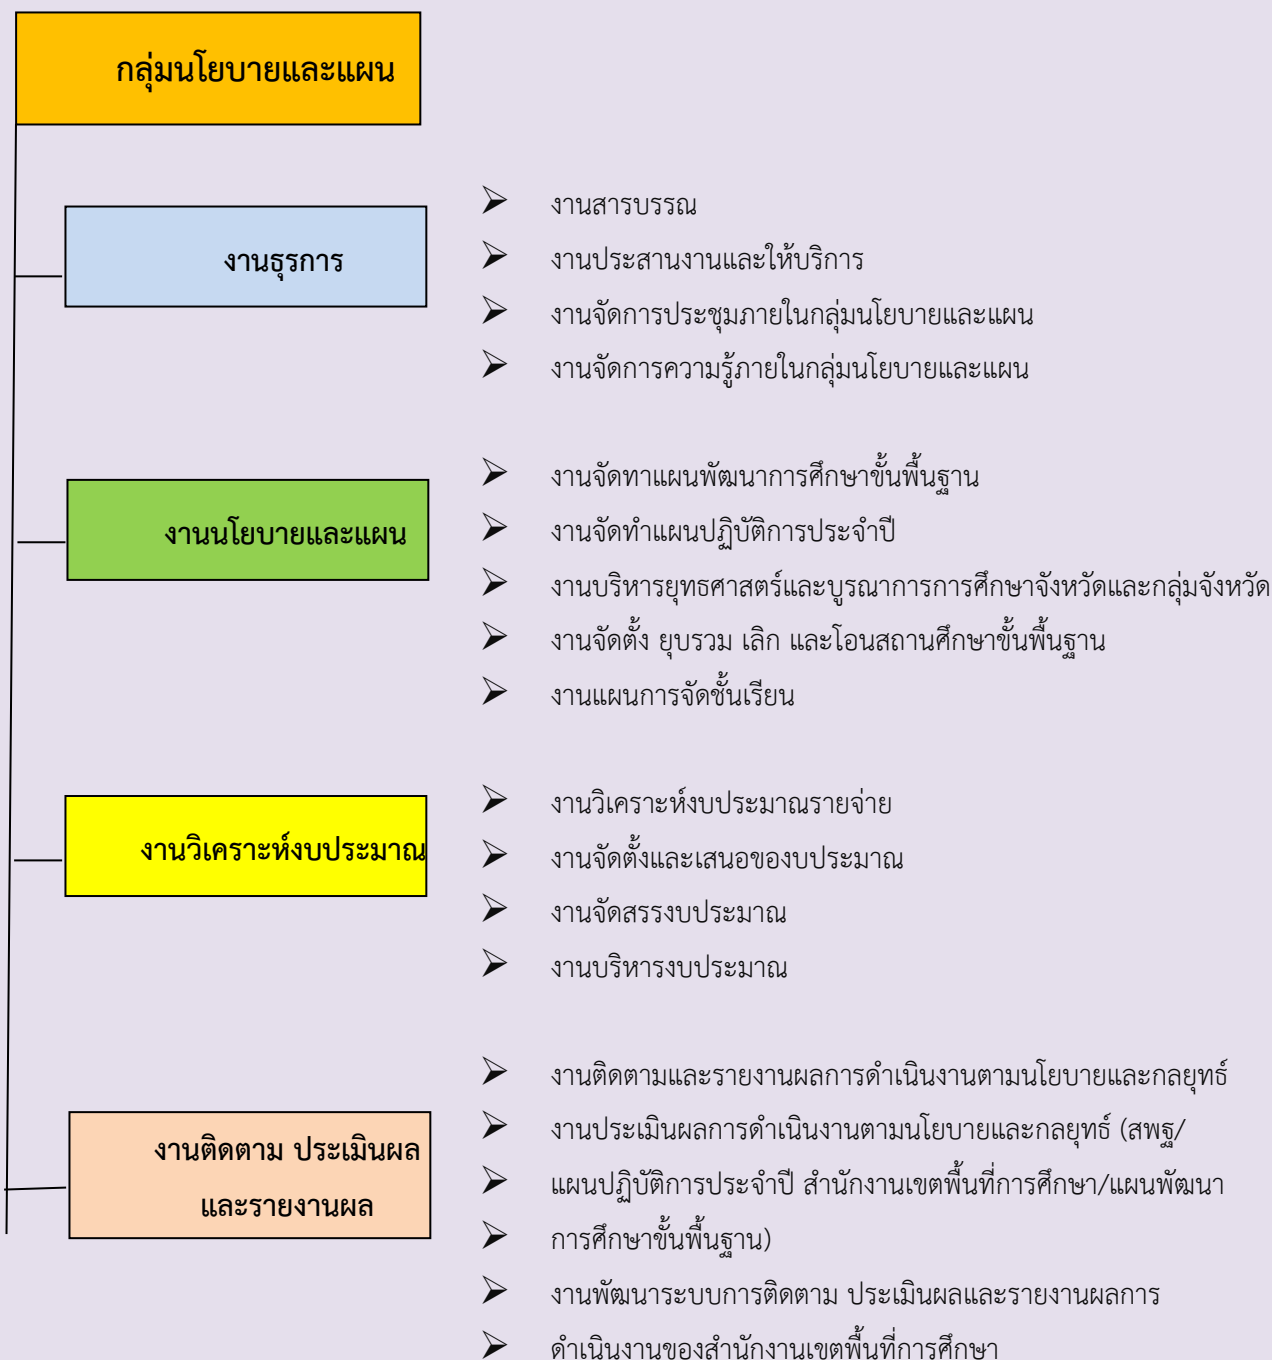 กลุ่มนโยบายและแผน
งานธุรการ
➢ งานสารบรรณ
➢ งานประสานงานและให้บริการ
➢ งานจัดการประชุมภายในกลุ่มนโยบายและแผน
➢ งานจัดการความรู้ภายในกลุ่มนโยบายและแผน
งานนโยบายและแผน
➢ งานจัดทาแผนพัฒนาการศึกษาขั้นพื้นฐาน
➢ งานจัดทำแผนปฏิบัติการประจำปี
➢ งานบริหารยุทธศาสตร์และบูรณาการการศึกษาจังหวัดและกลุ่มจังหวัด
➢ งานจัดตั้ง ยุบรวม เลิก และโอนสถานศึกษาขั้นพื้นฐาน
➢ งานแผนการจัดชั้นเรียน
งานวิเคราะห์งบประมาณ
➢ งานวิเคราะห์งบประมาณรายจ่าย
➢ งานจัดตั้งและเสนอของบประมาณ
➢ งานจัดสรรงบประมาณ
➢ งานบริหารงบประมาณ
งานติดตาม ประเมินผล
และรายงานผล
➢ งานติดตามและรายงานผลการดำเนินงานตามนโยบายและกลยุทธ์
➢ งานประเมินผลการดำเนินงานตามนโยบายและกลยุทธ์ (สพฐ/
➢ แผนปฏิบัติการประจำปี สำนักงานเขตพื้นที่การศึกษา/แผนพัฒนา
➢ การศึกษาขั้นพื้นฐาน)
➢ งานพัฒนาระบบการติดตาม ประเมินผลและรายงานผลการ
➢ ดำเนินงานของสำนักงานเขตพื้นที่การศึกษา